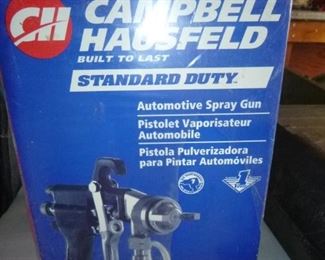 CH
CAMPBELL
HAUSFELD
BUILT TO LAST
STANDARD DUTY
Automotive Spray Gun
Pistolet Vaporisateur
Automobile
Pistola Pulverizadora
para Pintar Automóviles
1